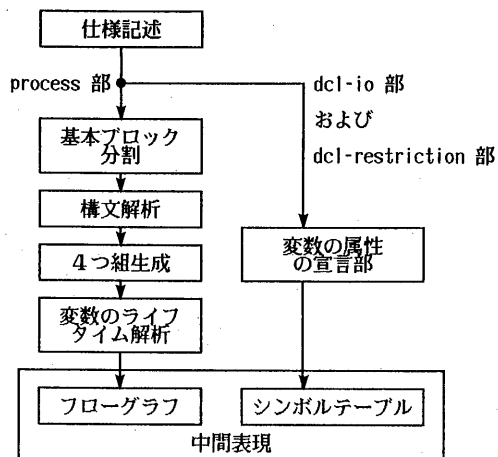 仕様記述
process 部
dcl-io 部
および
dcl-restriction 部
基本ブロック
分割
構文解析
4つ組生成
変数のライフ
タイム解析
変数の属性
の宣言部
フローグラフ
シンボルテーブル
中間表現